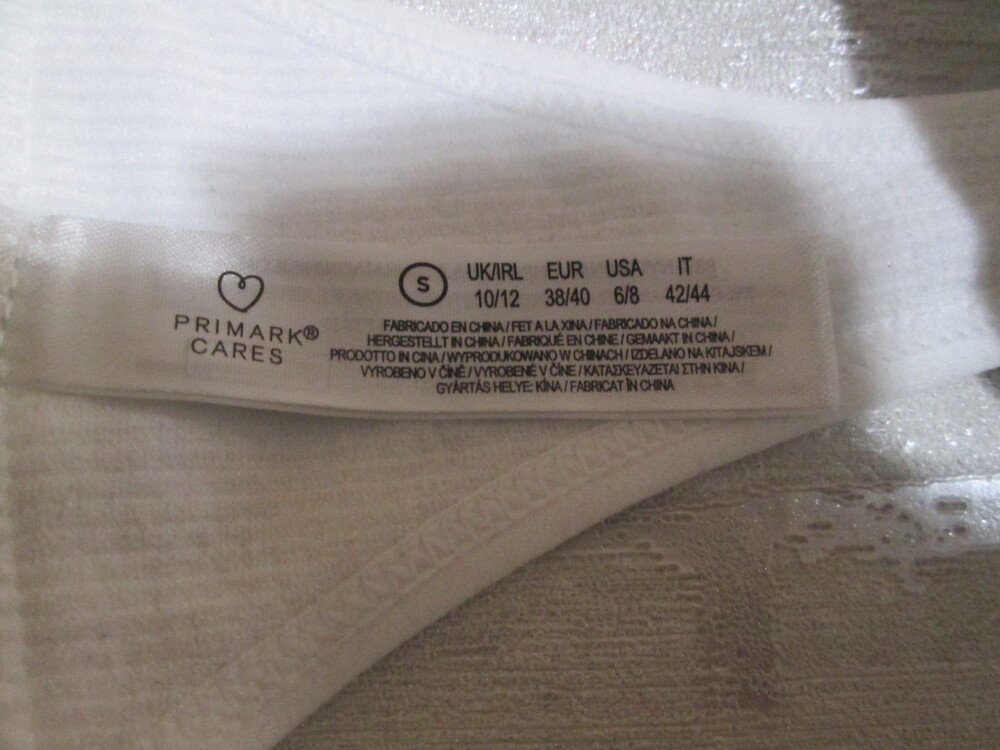 PRIMARK®
CARES
S
UK/IRL EUR USA IT
10/12 38/40 6/8 42/44
FABRICADO EN CHINA / FET A LA XINA / FABRICADO NA CHINA /
HERGESTELLT IN CHINA / FABRIQUÉ EN CHINE / GEMAAKT IN CHINA /
PRODOTTO IN CINA / WYPRODUKOWANO W CHINACH / IZDELANO NA KITAJSKEM /
VYROBENO V ČÍNĚ / VYROBENÉ V ČÍNE / ΚΑΤΑΣΚΕΥΑΖΕΤΑΙ ΣΤΗΝ ΚΙΝΑ /
GYÁRTÁS HELYE: KÍNA / FABRICAT ÎN CHINA